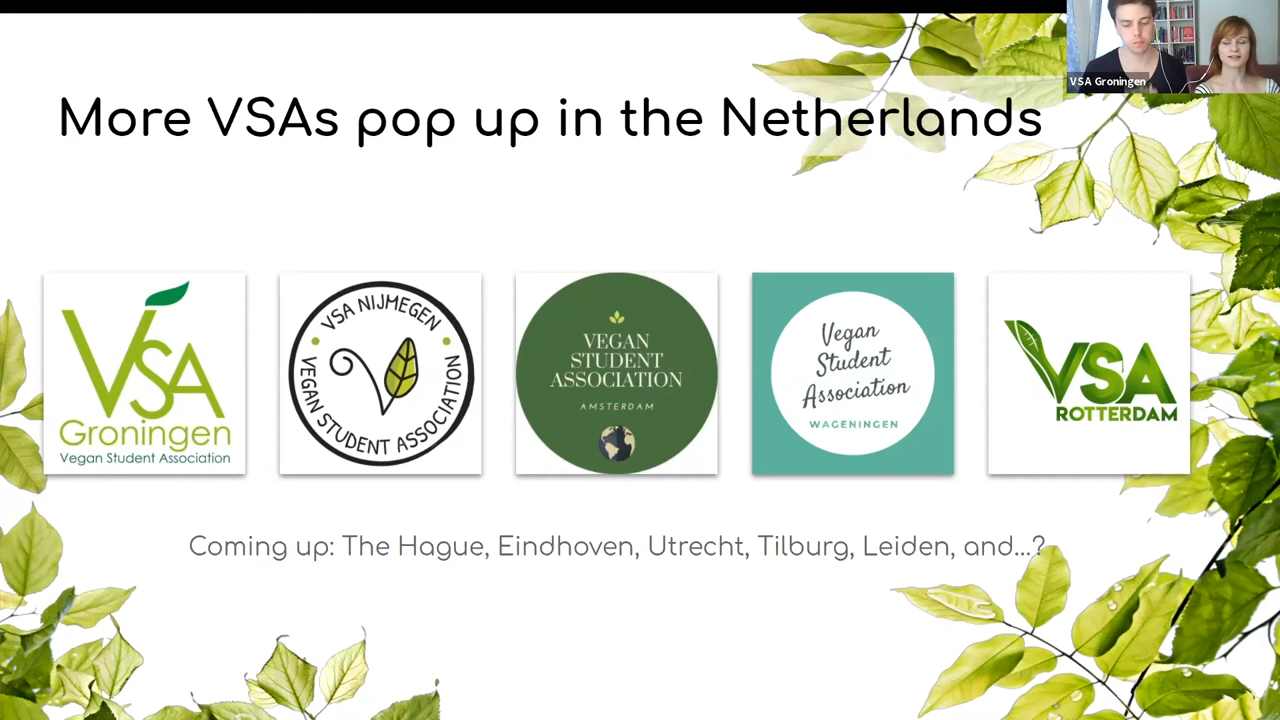 VSA Groningen
More VSAs pop up in the Netherlands
VSA
Groningen
Vegan Student Association
VSA NIJMEGEN
VEGAN STUDENT ASSOCIATION
VEGAN
STUDENT
ASSOCIATION
AMSTERDAM
Vegan
Student
Association
WAGENINGEN
VSA
ROTTERDAM
Coming up: The Hague, Eindhoven, Utrecht, Tilburg, Leiden, and...?